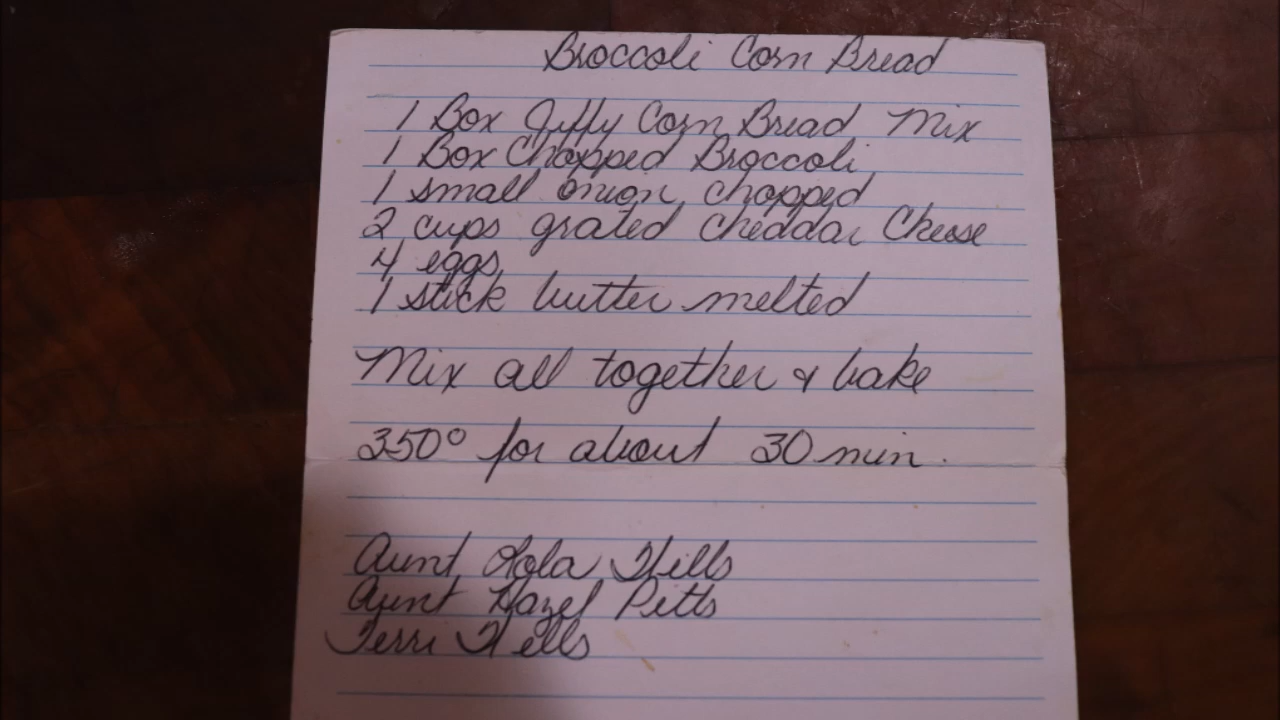 Broccoli Corn Bread
1 Box Jiffy Corn Bread Mix
1 Box Chopped Broccoli
1 small onion, chopped
2 cups grated cheddar Cheese
4 eggs
1 stick butter melted
Mix all together & bake
350° for about 30 min.
Aunt Lola
Aunt Hazel Pitts
Terri